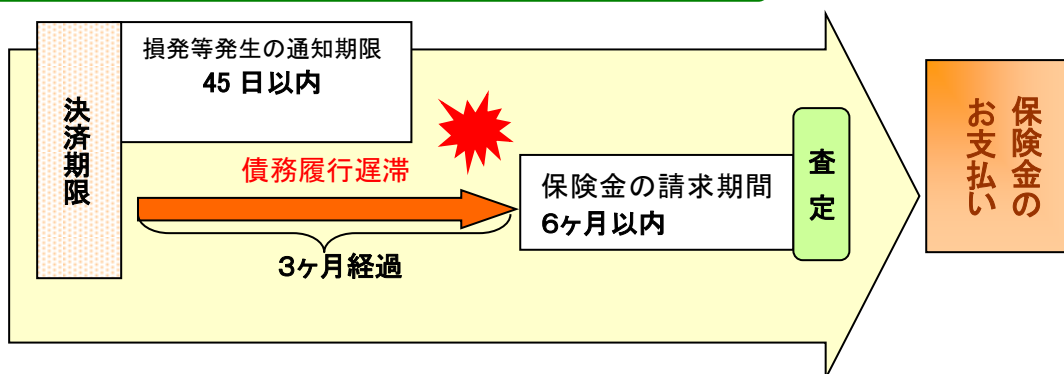 決済期限
損発等発生の通知期限
45 日以内
債務履行遅滞
3ヶ月経過
保険金の請求期間
6ヶ月以内
査定
保険金の
お支払い